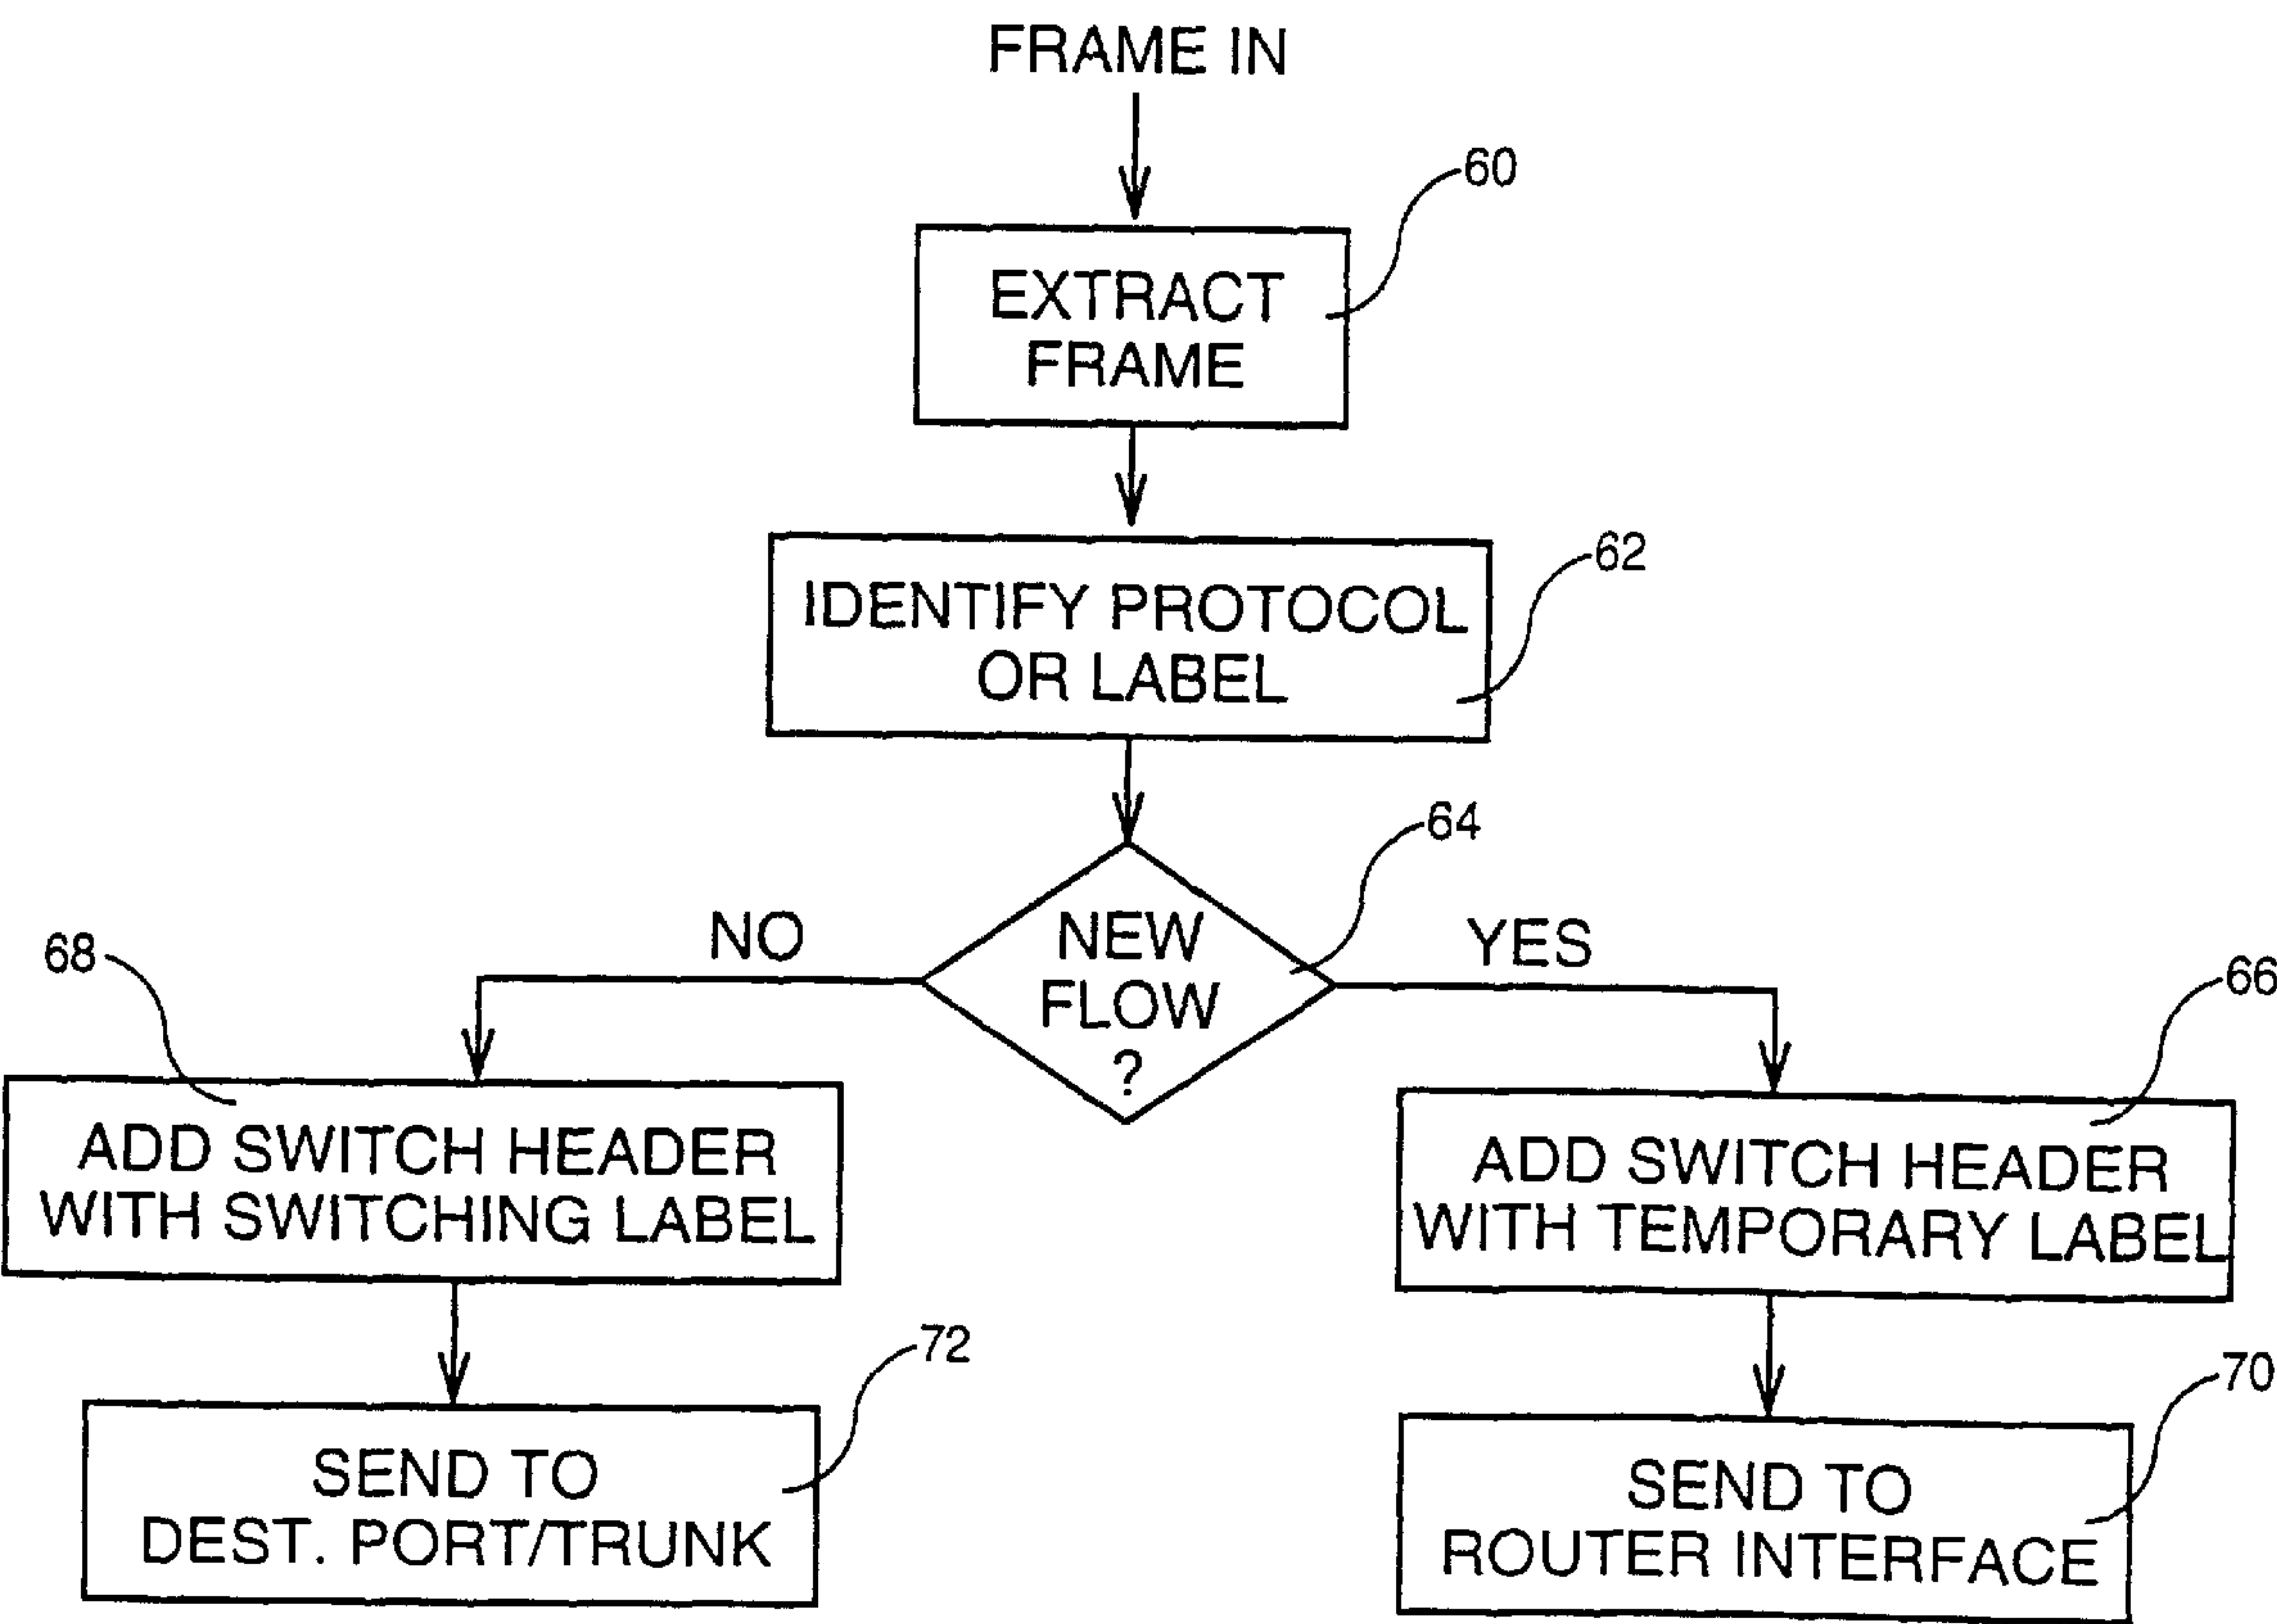 FRAME IN
60
EXTRACT
FRAME
62
IDENTIFY PROTOCOL
OR LABEL
64
NO
NEW
FLOW
?
YES
68
66
ADD SWITCH HEADER
WITH SWITCHING LABEL
ADD SWITCH HEADER
WITH TEMPORARY LABEL
72
70
SEND TO
DEST. PORT/TRUNK
SEND TO
ROUTER INTERFACE